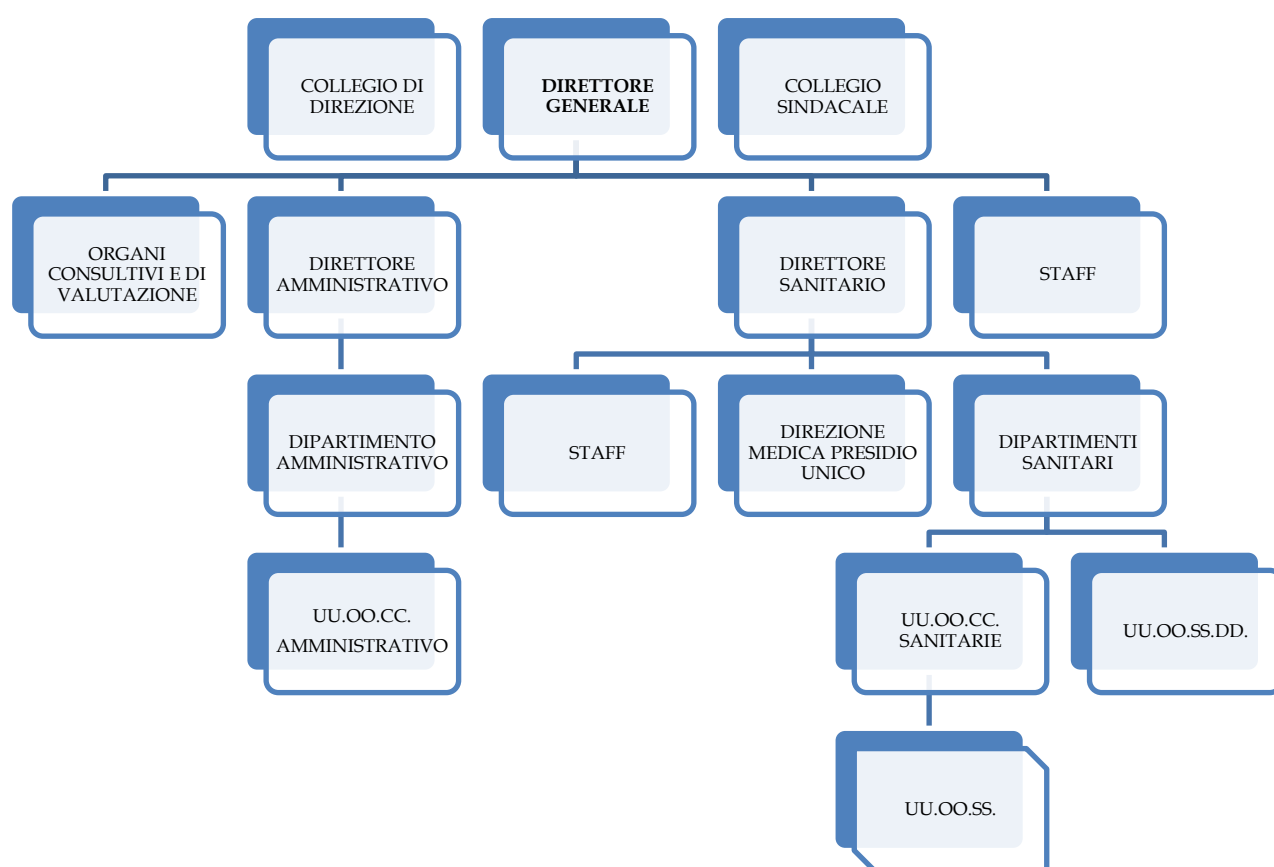 COLLEGIO DI
DIREZIONE
DIRETTORE
GENERALE
COLLEGIO
SINDACALE
ORGANI
CONSULTIVI E DI
VALUTAZIONE
DIRETTORE
AMMINISTRATIVO
DIRETTORE
SANITARIO
STAFF
DIPARTIMENTO
AMMINISTRATIVO
STAFF
DIREZIONE
MEDICA PRESIDIO
UNICO
DIPARTIMENTI
SANITARI
UU.OO.CC.
AMMINISTRATIVO
UU.OO.CC.
SANITARIE
UU.OO.SS.DD.
UU.OO.SS.